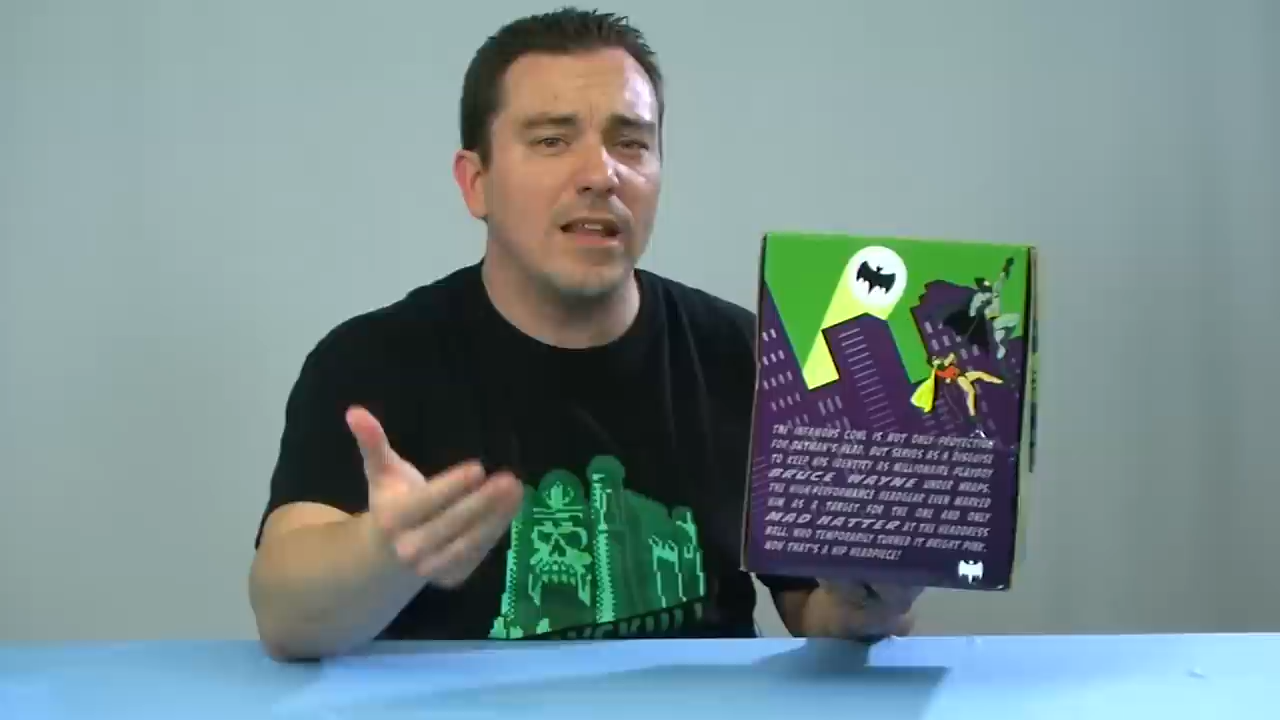 THE INFAMOUS COWL IS NOT ONLY PROTECTION
FOR BATMAN'S HEAD, BUT SERVES AS A DISGUISE
TO KEEP HIS IDENTITY AS MILLIONAIRE PLAYBOY
BRUCE WAYNE UNDER WRAPS.
THE HIGH-PERFORMANCE HEADGEAR EVEN MARKED
HIM AS A TARGET FOR THE ONE AND ONLY
MAD HATTER AT THE HEADDRESS
BALL, WHO TEMPORARILY TURNED IT BRIGHT PINK.
NOW THAT'S A HIP HEADPIECE!